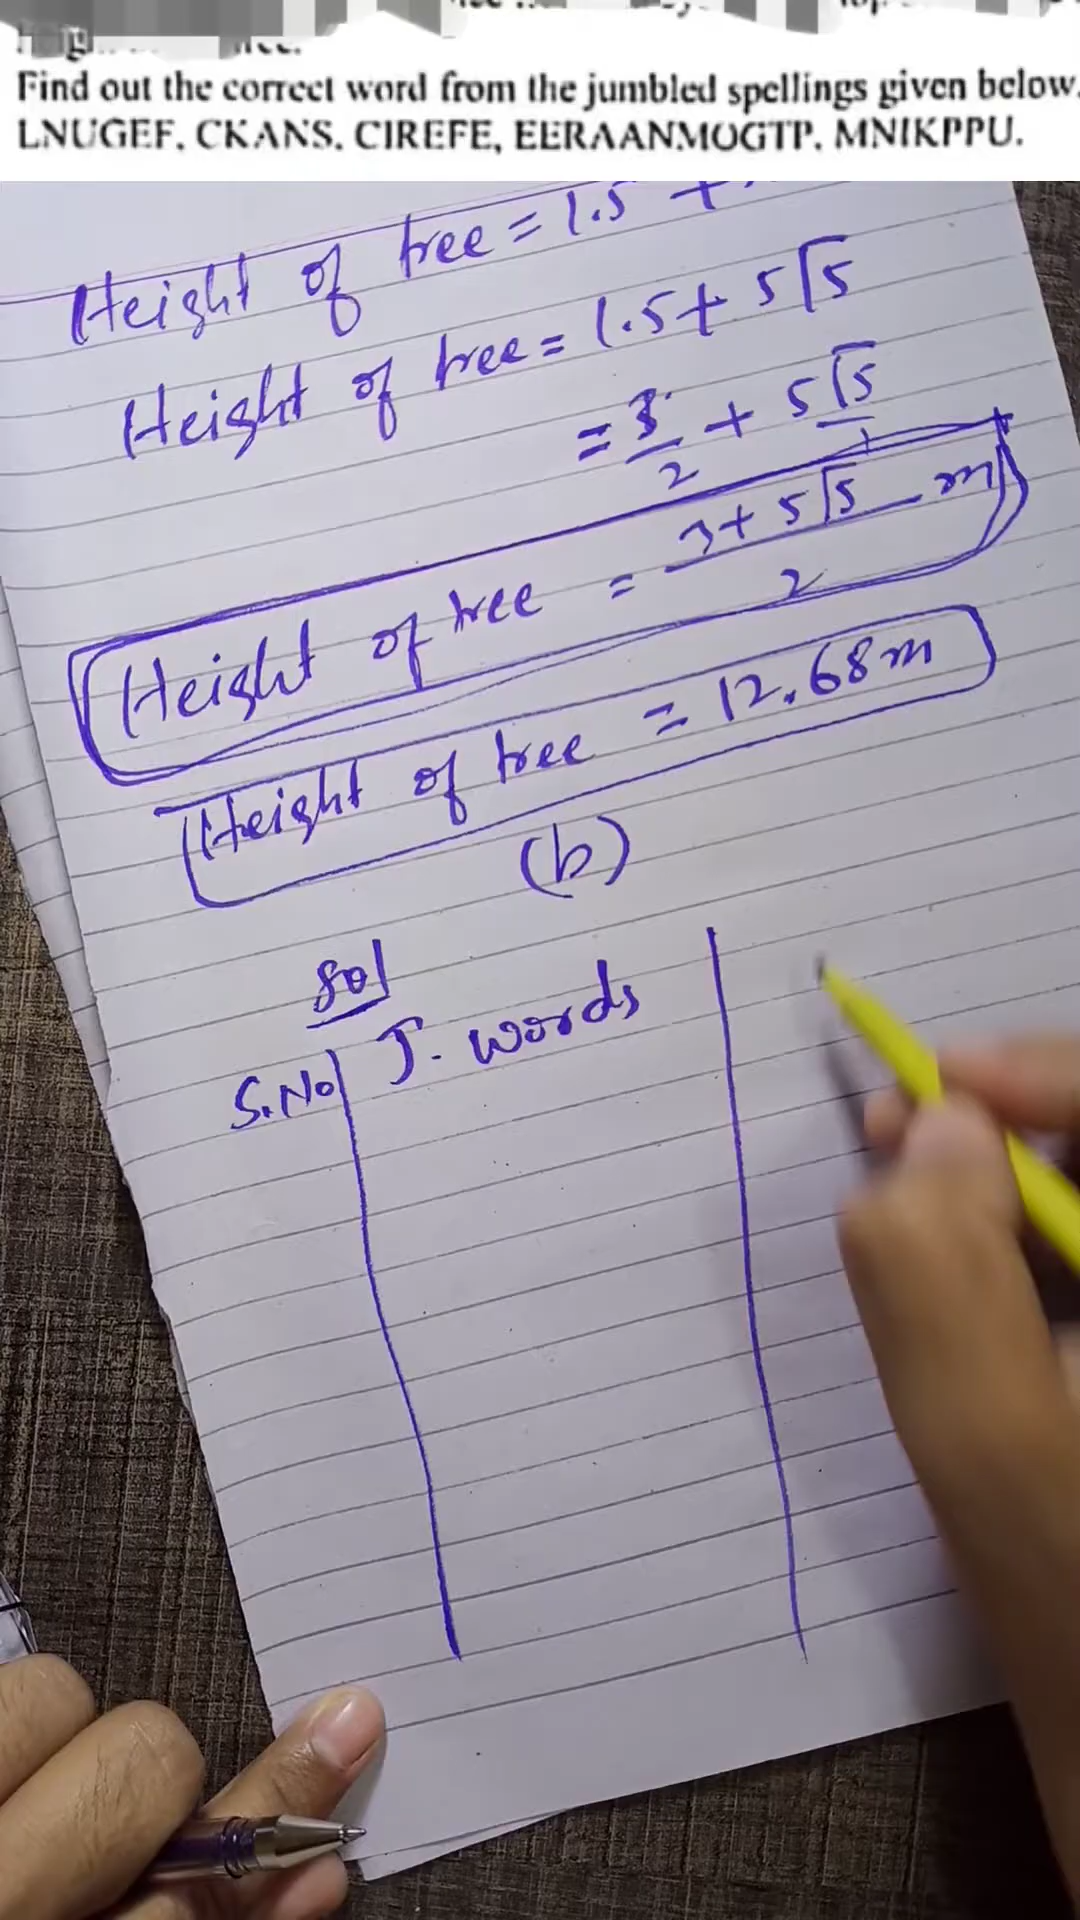 Find out the correct word from the jumbled spellings given below.
LNUGEF, CKANS, CIREFE, EERAANMOGTP, MNIKPPU.
Height of tree = 1.5 +
Height of tree = 1.5 + 5√5
= 3/2 + 5√5/1
Height of tree = 3 + 5√5/2 m
Height of tree = 12.68m
(b)
Sol
S.No J. words